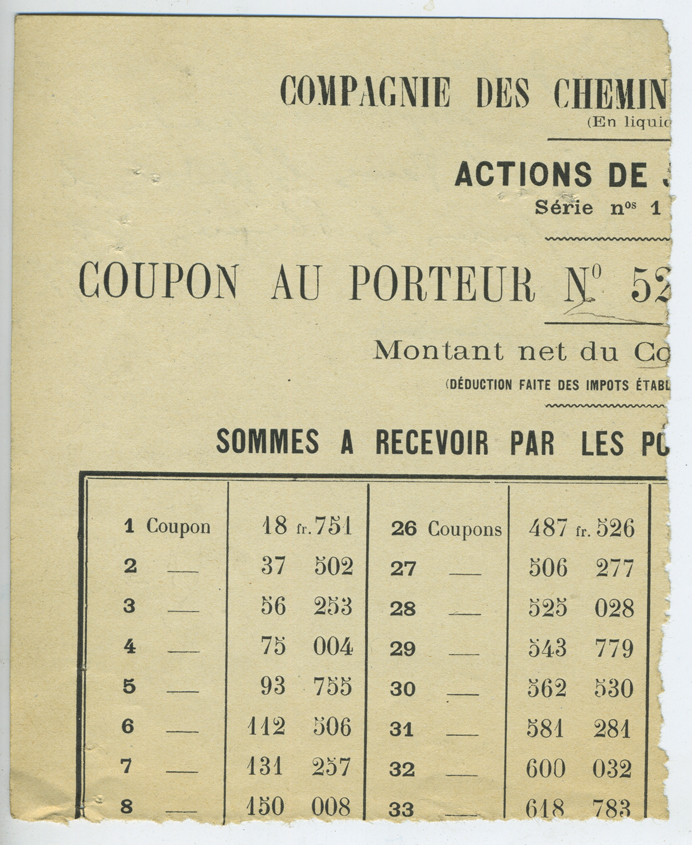 COMPAGNIE DES CHEMIN
(En liquid
ACTIONS DE
Série nos 1
COUPON AU PORTEUR No 52
Montant net du Co
(DÉDUCTION FAITE DES IMPOTS ÉTABL
SOMMES A RECEVOIR PAR LES PO
1 Coupon 18 fr. 751 26 Coupons 487 fr. 526
2 — 37 502 27 — 506 277
3 — 56 253 28 — 525 028
4 — 75 004 29 — 543 779
5 — 93 755 30 — 562 530
6 — 112 506 31 — 581 281
7 — 131 257 32 — 600 032
8 — 150 008 33 — 618 783